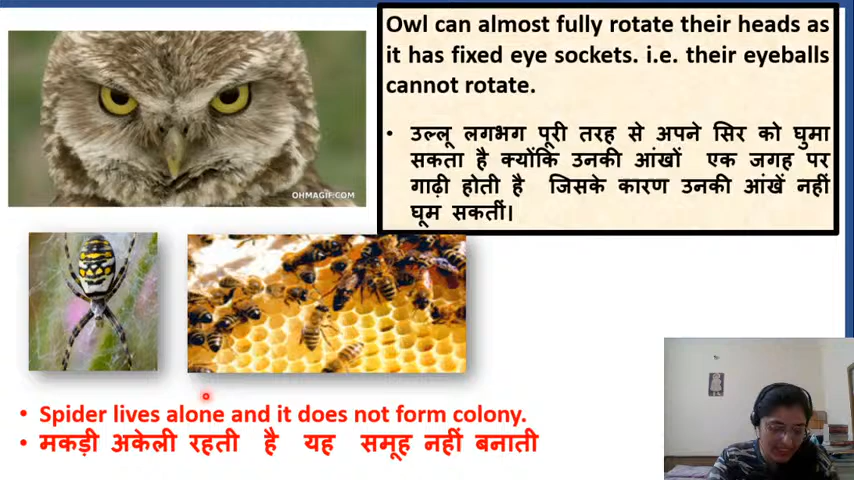 Owl can almost fully rotate their heads as
it has fixed eye sockets. i.e. their eyeballs
cannot rotate.
• उल्लू लगभग पूरी तरह से अपने सिर को घुमा
सकता है क्योंकि उनकी आंखों एक जगह पर
गाढ़ी होती है जिसके कारण उनकी आंखें नहीं
घूम सकतीं।
OHMAGIF.COM
• Spider lives alone and it does not form colony.
• मकड़ी अकेली रहती है यह समूह नहीं बनाती